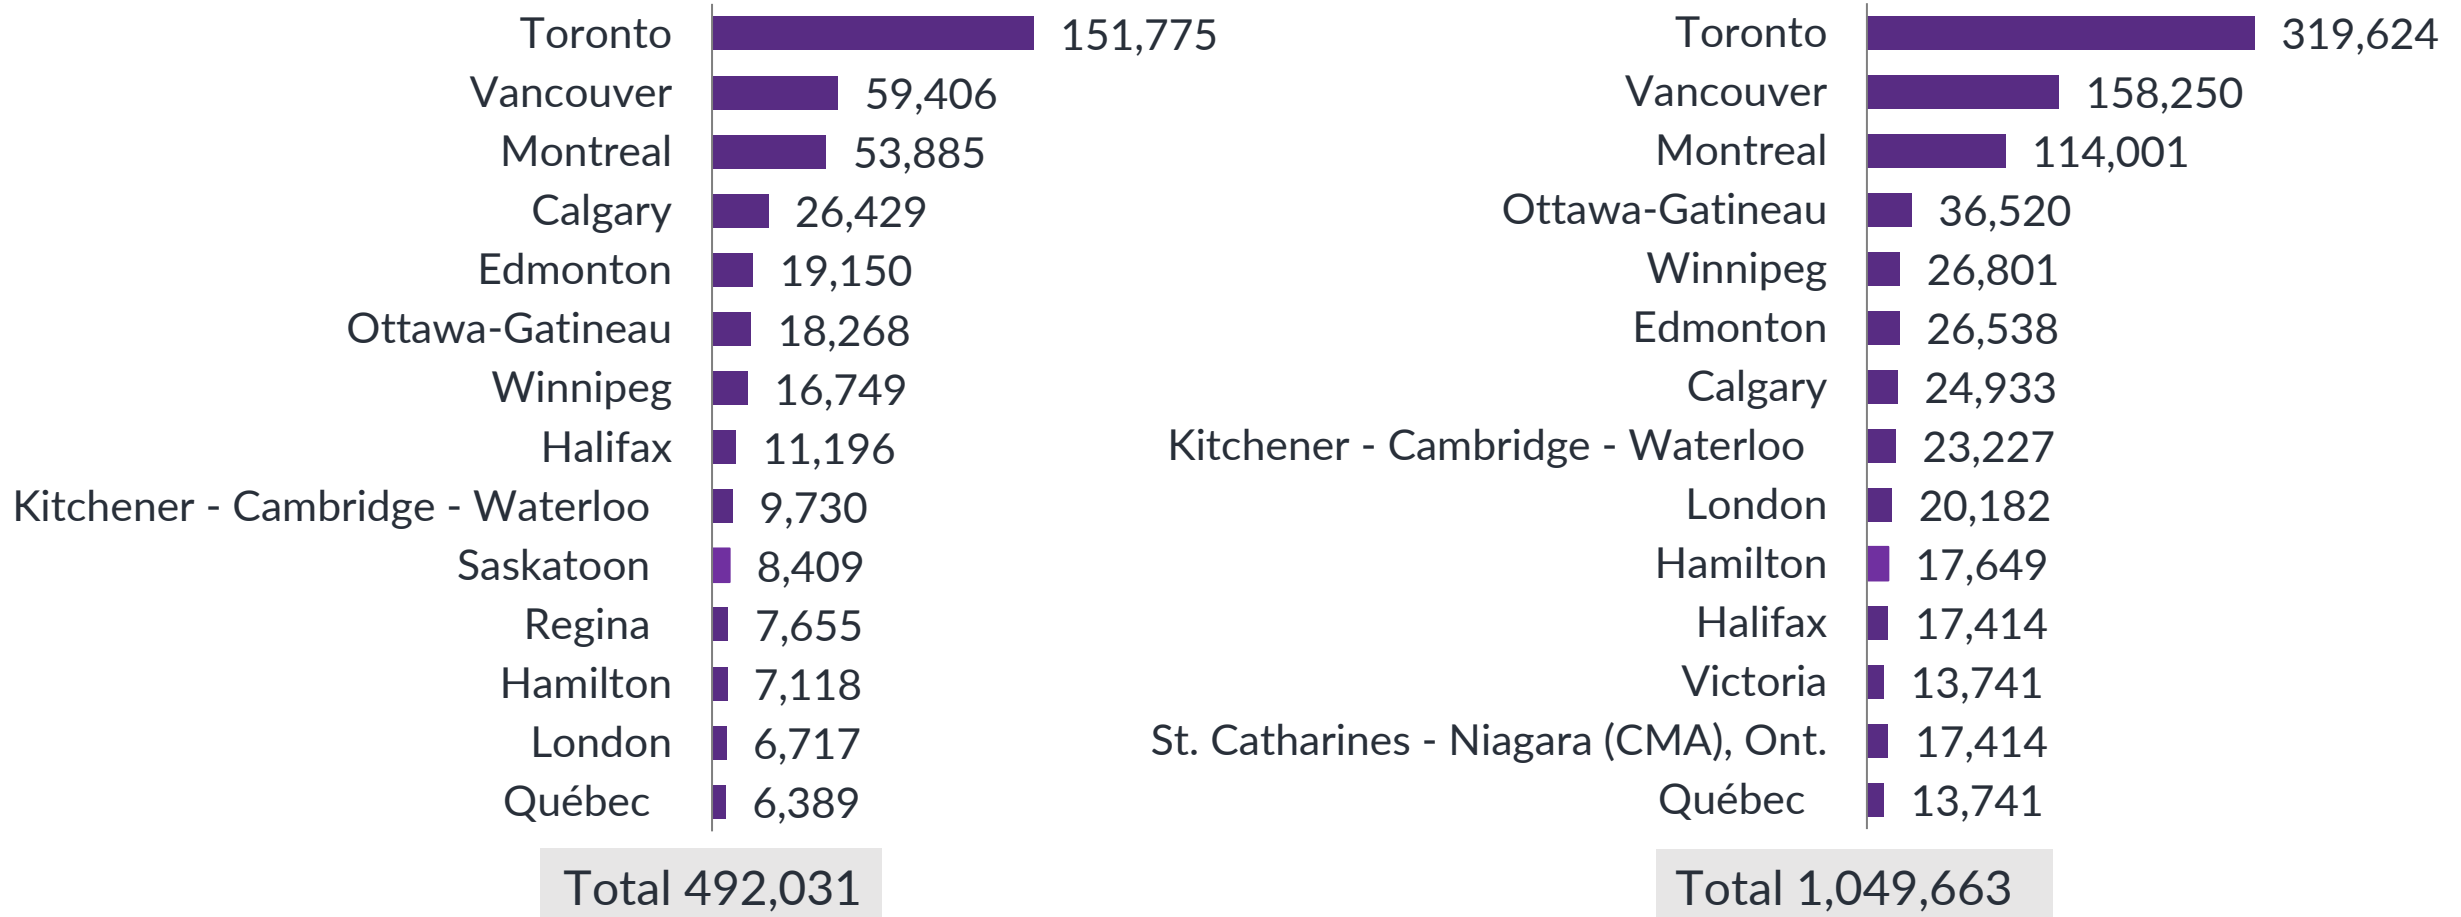 Toronto 151,775
Vancouver 59,406
Montreal 53,885
Calgary 26,429
Edmonton 19,150
Ottawa-Gatineau 18,268
Winnipeg 16,749
Halifax 11,196
Kitchener - Cambridge - Waterloo 9,730
Saskatoon 8,409
Regina 7,655
Hamilton 7,118
London 6,717
Québec 6,389
Total 492,031
Toronto 319,624
Vancouver 158,250
Montreal 114,001
Ottawa-Gatineau 36,520
Winnipeg 26,801
Edmonton 26,538
Calgary 24,933
Kitchener - Cambridge - Waterloo 23,227
London 20,182
Hamilton 17,649
Halifax 17,414
Victoria 13,741
St. Catharines - Niagara (CMA), Ont. 17,414
Québec 13,741
Total 1,049,663